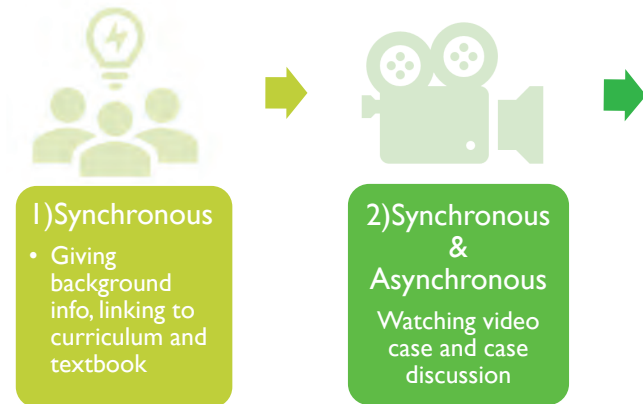 1)Synchronous
• Giving
background
info, linking to
curriculum and
textbook
2)Synchronous
&
Asynchronous
Watching video
case and case
discussion